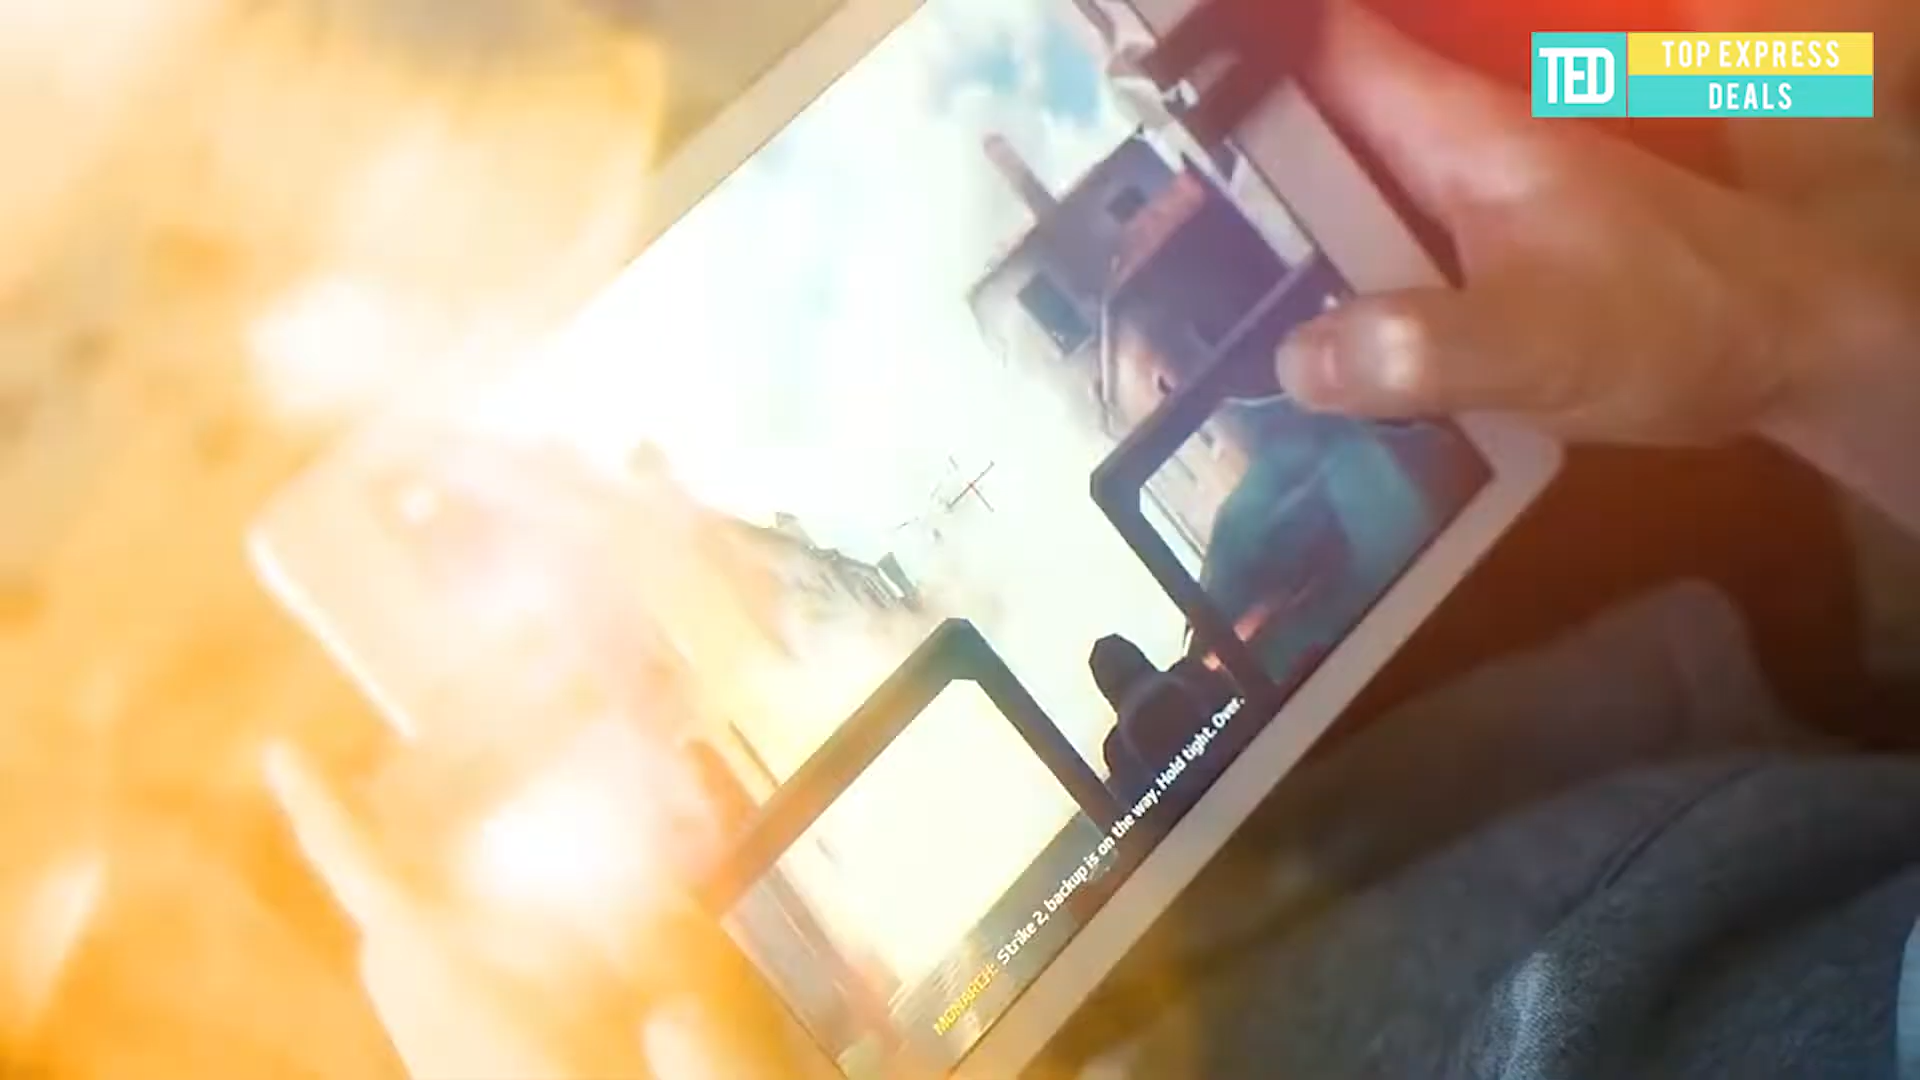 TED
TOP EXPRESS
DEALS
MONARCH: Strike 2, backup is on the way. Hold tight. Over.